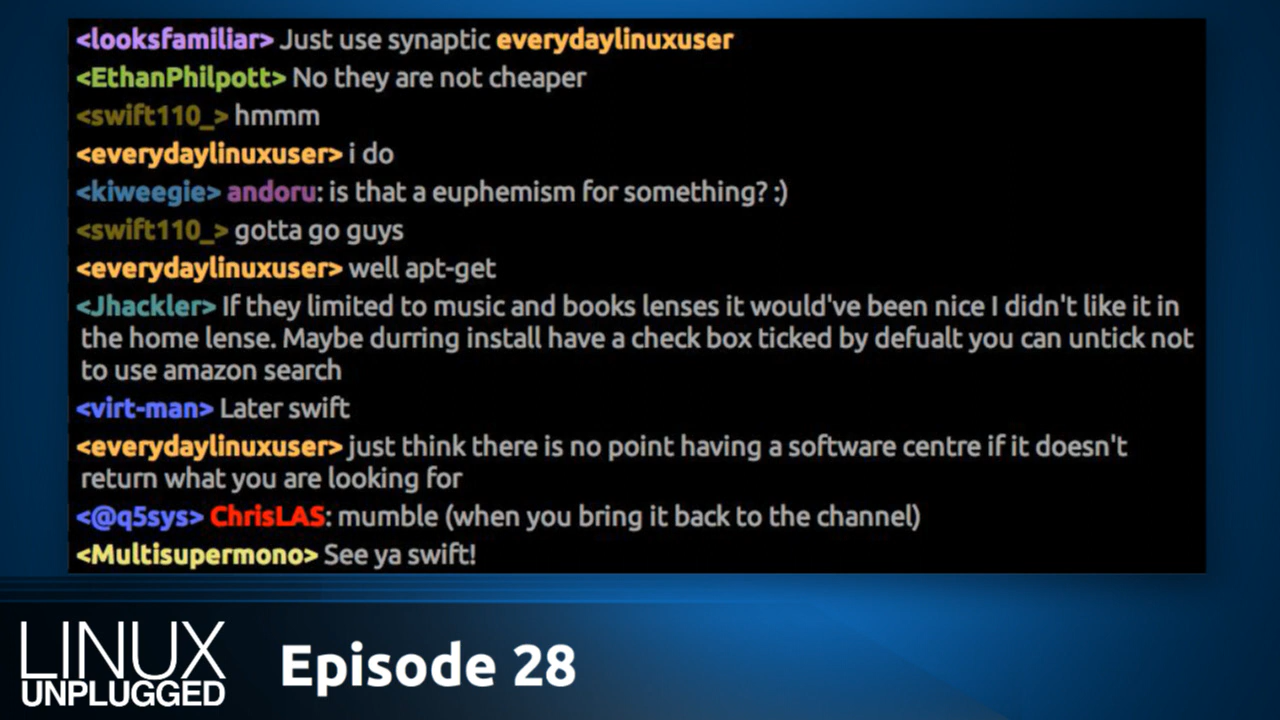 <looksfamiliar> Just use synaptic everydaylinuxuser
<EthanPhilpott> No they are not cheaper
<swift110_> hmmm
<everydaylinuxuser> i do
<kiweegie> andoru: is that a euphemism for something? :)
<swift110_> gotta go guys
<everydaylinuxuser> well apt-get
<Jhackler> If they limited to music and books lenses it would've been nice I didn't like it in
the home lense. Maybe durring install have a check box ticked by defualt you can untick not
to use amazon search
<virt-man> Later swift
<everydaylinuxuser> just think there is no point having a software centre if it doesn't
return what you are looking for
<@q5sys> ChrisLAS: mumble (when you bring it back to the channel)
<Multisupermono> See ya swift!
LINUX
UNPLUGGED
Episode 28